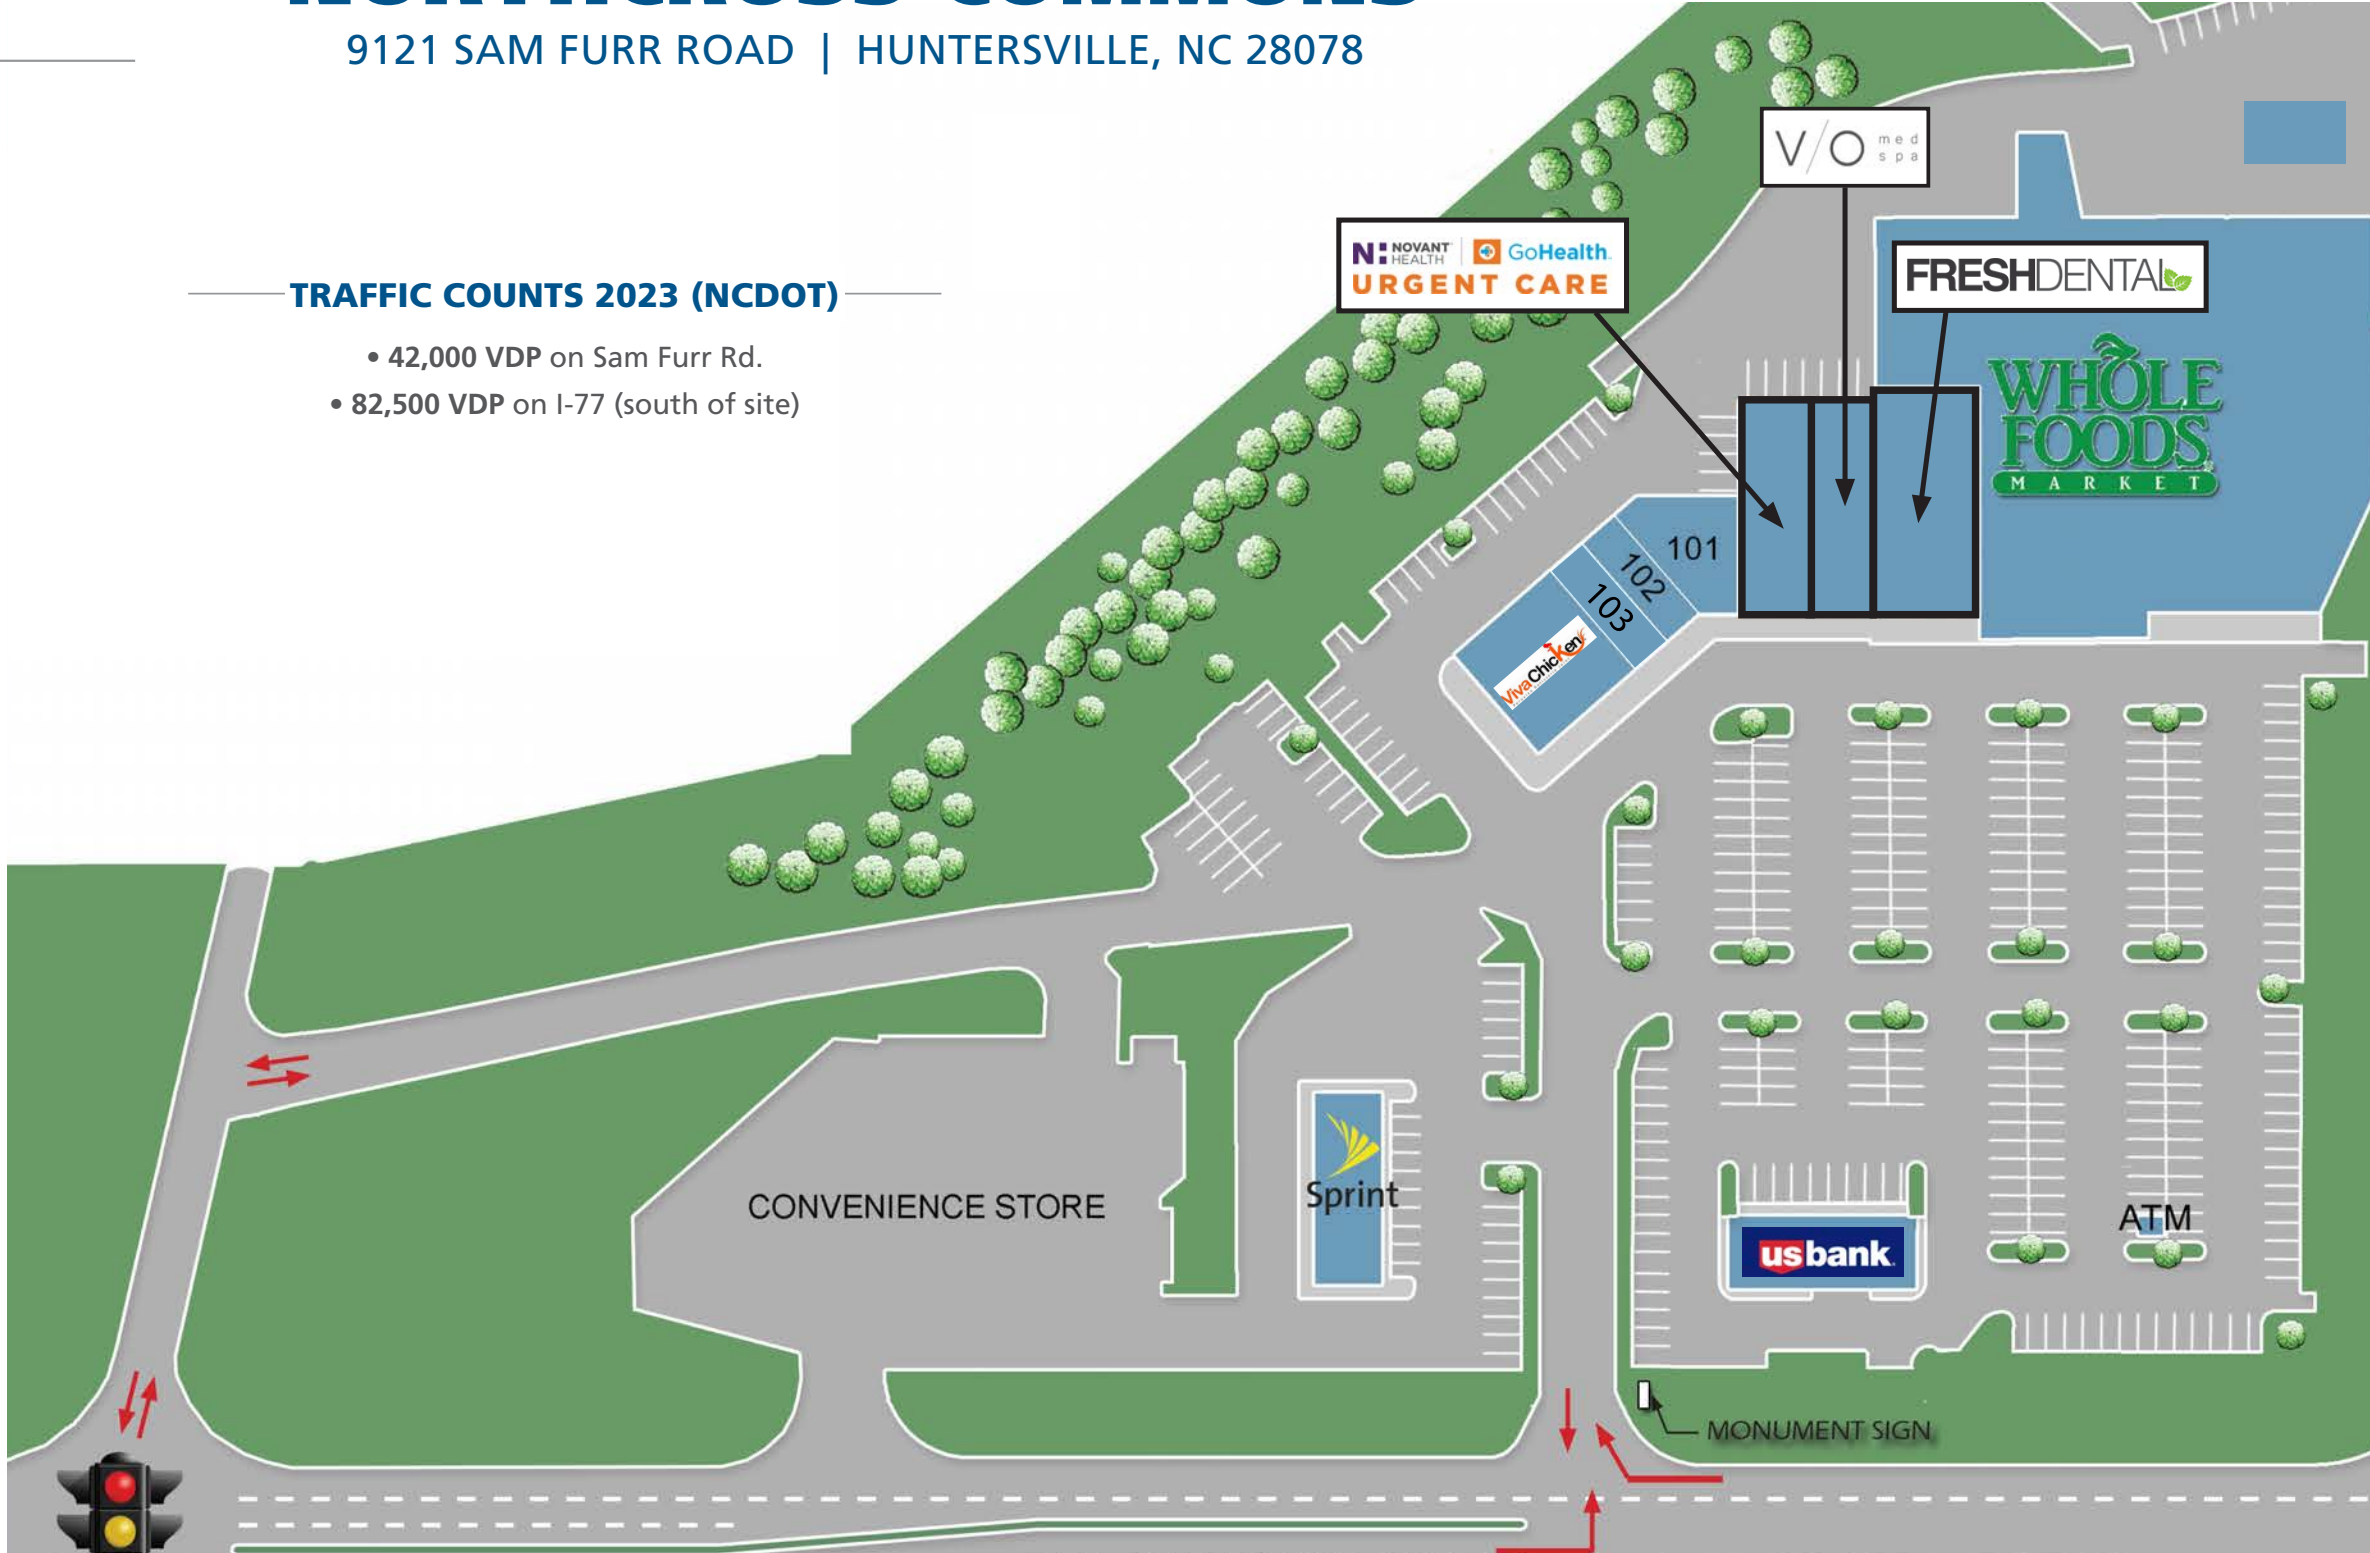 NORTHCROSS COMMONS
9121 SAM FURR ROAD | HUNTERSVILLE, NC 28078
TRAFFIC COUNTS 2023 (NCDOT)
• 42,000 VDP on Sam Furr Rd.
• 82,500 VDP on I-77 (south of site)
V/O med spa
NOVANT HEALTH GoHealth
URGENT CARE
FRESHDENTAL
WHOLE
FOODS
MARKET
101
102
103
VivaChicken
CONVENIENCE STORE
Sprint
usbank
ATM
MONUMENT SIGN